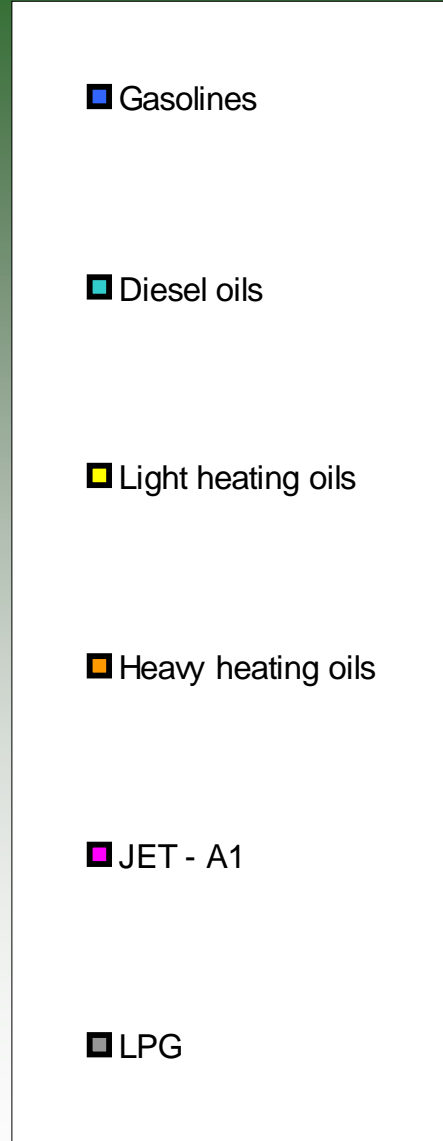 Gasolines
Diesel oils
Light heating oils
Heavy heating oils
JET - A1
LPG